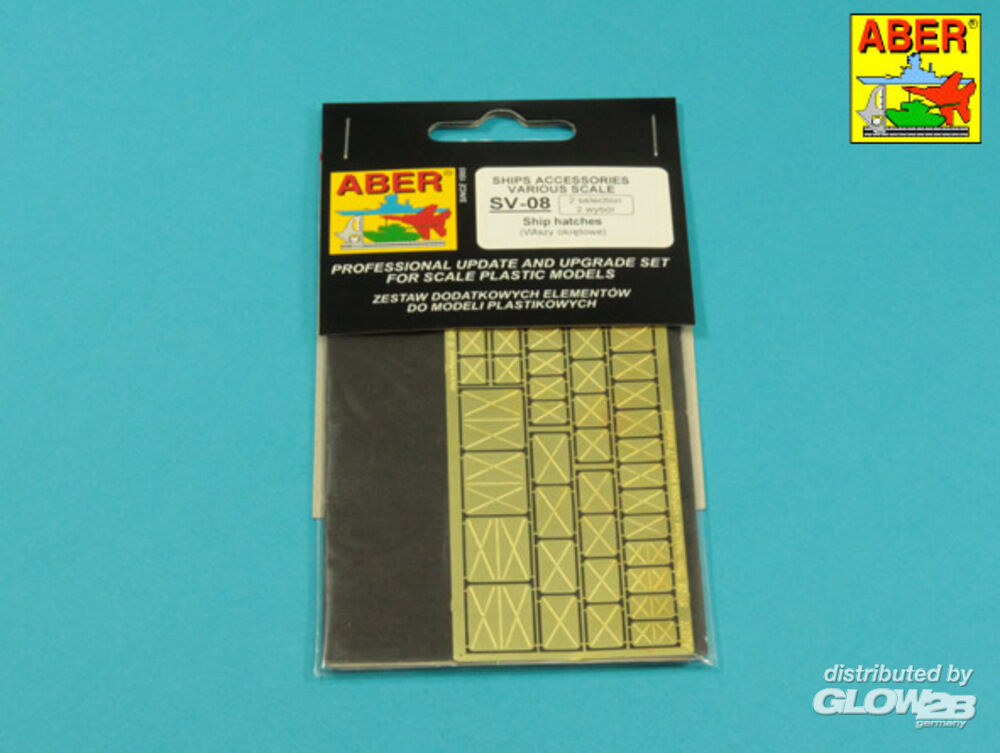 ABER®
ABER®
SINCE 1995
SHIPS ACCESSORIES
VARIOUS SCALE
SV-08
2 selection
2 wybór
Ship hatches
(Włazy okrętowe)
PROFESSIONAL UPDATE AND UPGRADE SET
FOR SCALE PLASTIC MODELS
ZESTAW DODATKOWYCH ELEMENTÓW
DO MODELI PLASTIKOWYCH
distributed by
GLOW2B
germany